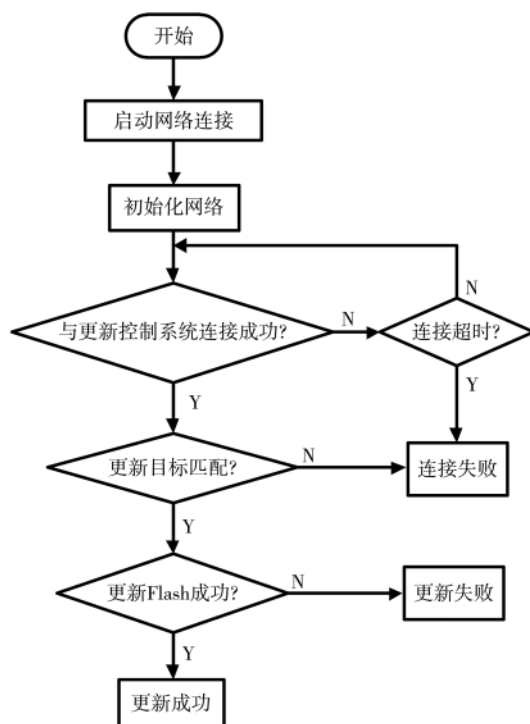 开始
启动网络连接
初始化网络
N
与更新控制系统连接成功?
N
连接超时?
Y
Y
更新目标匹配?
N
连接失败
Y
更新Flash成功?
N
更新失败
Y
更新成功